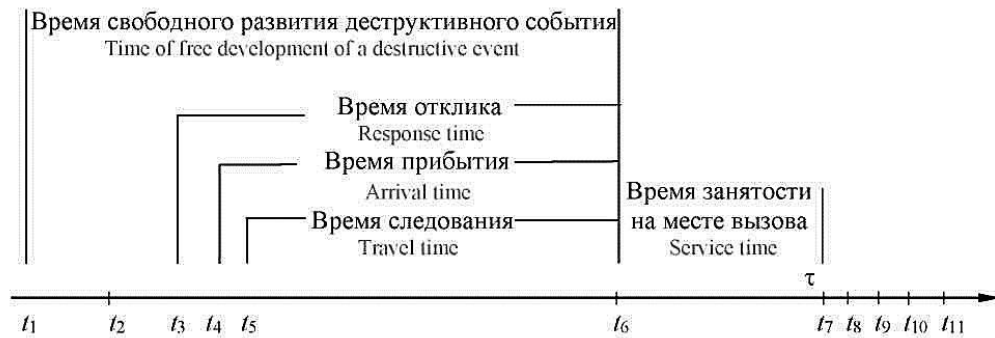 Время свободного развития деструктивного события
Time of free development of a destructive event
Время отклика
Response time
Время прибытия
Arrival time
Время следования
Travel time
Время занятости
на месте вызова
Service time
τ
t1 t2 t3 t4 t5 t6 t7 t8 t9 t10 t11